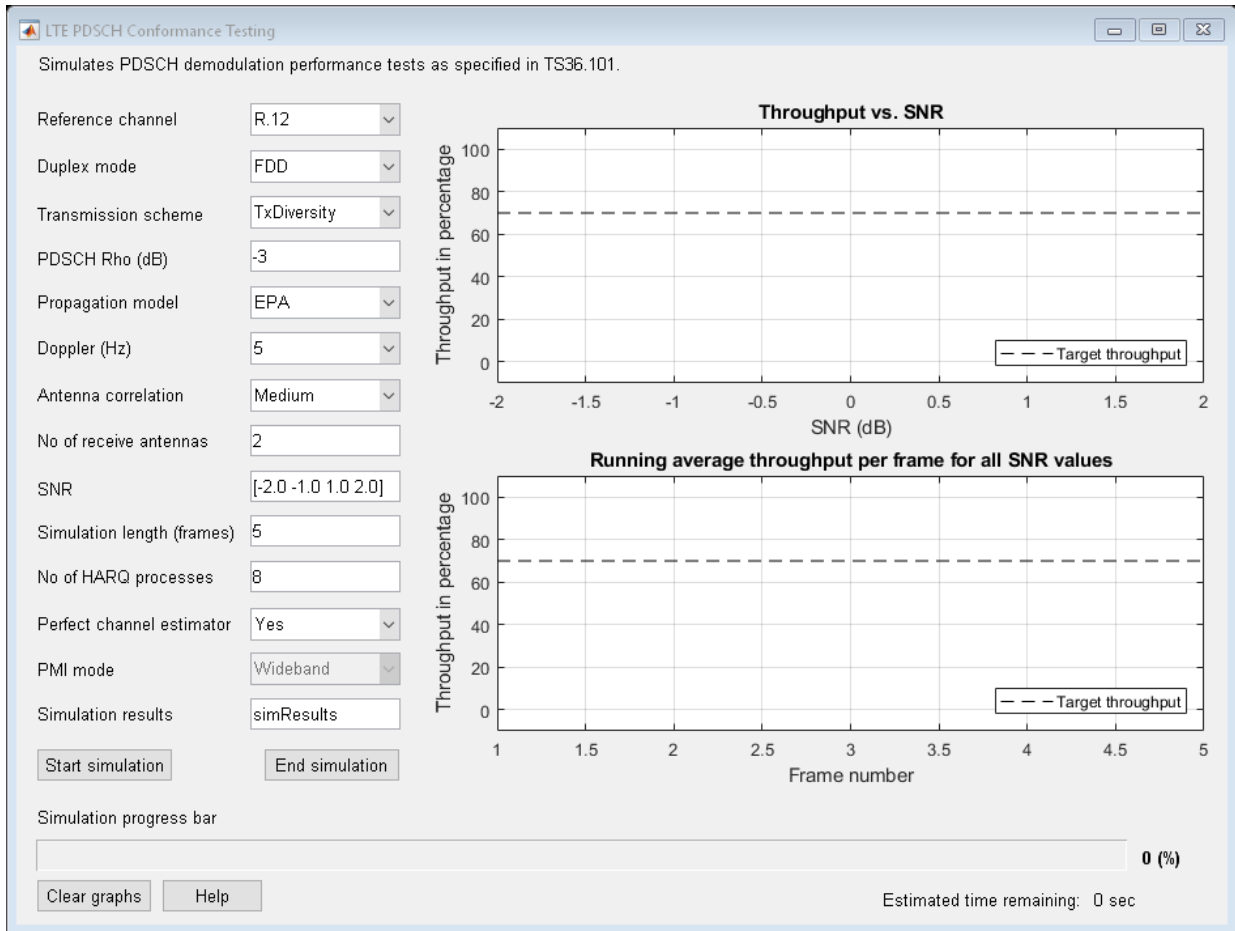 LTE PDSCH Conformance Testing
Simulates PDSCH demodulation performance tests as specified in TS36.101.
Reference channel R.12
Duplex mode FDD
Transmission scheme TxDiversity
PDSCH Rho (dB) -3
Propagation model EPA
Doppler (Hz) 5
Antenna correlation Medium
No of receive antennas 2
SNR [-2.0 -1.0 1.0 2.0]
Simulation length (frames) 5
No of HARQ processes 8
Perfect channel estimator Yes
PMI mode Wideband
Simulation results simResults
Start simulation End simulation
Throughput vs. SNR
Throughput in percentage
100
80
60
40
20
0
Target throughput
-2 -1.5 -1 -0.5 0 0.5 1 1.5 2
SNR (dB)
Running average throughput per frame for all SNR values
Throughput in percentage
100
80
60
40
20
0
Target throughput
1 1.5 2 2.5 3 3.5 4 4.5 5
Frame number
Simulation progress bar
0 (%)
Clear graphs Help
Estimated time remaining: 0 sec